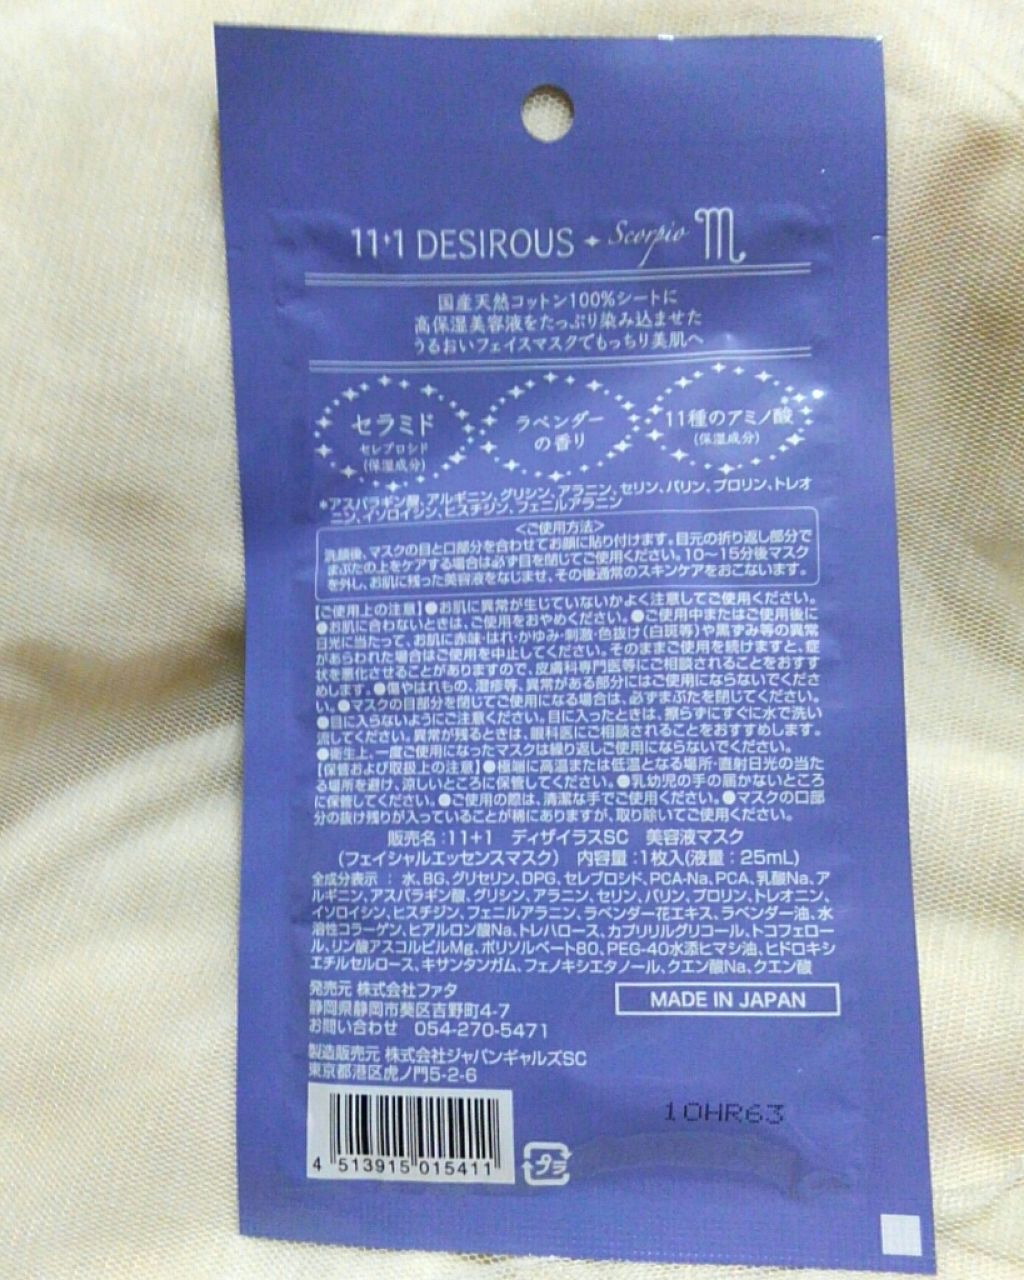 11+1 DESIROUS Scorpio ♏
国産天然コットン100%シートに
高保湿美容液をたっぷり染み込ませた
うるおいフェイスマスクでもっちり美肌へ
セラミド
セレブロシド
(保湿成分)
ラベンダー
の香り
11種のアミノ酸
(保湿成分)
*アスパラギン酸、アルギニン、グリシン、アラニン、セリン、バリン、プロリン、トレオ
ニン、イソロイシン、ヒスチジン、フェニルアラニン
<ご使用方法>
洗顔後、マスクの目と口部分を合わせてお顔に貼り付けます。目元の折り返し部分で
まぶたの上をケアする場合は必ず目を閉じてご使用ください。10〜15分後マスク
を外し、お肌に残った美容液をなじませ、その後通常のスキンケアをおこないます。
【ご使用上の注意】●お肌に異常が生じていないかよく注意してご使用ください。
●お肌に合わないときは、ご使用をおやめください。●ご使用中またはご使用後に
日光に当たって、お肌に赤味・はれ・かゆみ・刺激・色抜け(白斑等)や黒ずみ等の異常
があらわれた場合はご使用を中止してください。そのままご使用を続けますと、症
状を悪化させることがありますので、皮膚科専門医等にご相談されることをおすす
めします。●傷やはれもの、湿疹等、異常がある部分にはご使用にならないでくださ
い。●マスクの目部分を閉じてご使用になる場合は、必ずまぶたを閉じてください。
●目に入らないようにご注意ください。目に入ったときは、擦らずにすぐに水で洗い
流してください。異常が残るときは、眼科医にご相談されることをおすすめします。
●衛生上、一度ご使用になったマスクは繰り返しご使用にならないでください。
【保管および取扱上の注意】●極端に高温または低温となる場所・直射日光の当た
る場所を避け、涼しいところに保管してください。●乳幼児の手の届かないところ
に保管してください。●ご使用の際は、清潔な手でご使用ください。●マスクの口部
分の抜け残りが入っていることが稀にありますが、取り除いてご使用ください。
販売名：11+1 ディザイラスSC 美容液マスク
(フェイシャルエッセンスマスク) 内容量：1枚入(液量：25mL)
全成分表示 ： 水、BG、グリセリン、DPG、セレブロシド、PCA-Na、PCA、乳酸Na、ア
ルギニン、アスパラギン酸、グリシン、アラニン、セリン、バリン、プロリン、トレオニン、
イソロイシン、ヒスチジン、フェニルアラニン、ラベンダー花エキス、ラベンダー油、水
溶性コラーゲン、ヒアルロン酸Na、トレハロース、カプリリルグリコール、トコフェロー
ル、リン酸アスコルビルMg、ポリソルベート80、PEG-40水添ヒマシ油、ヒドロキシ
エチルセルロース、キサンタンガム、フェノキシエタノール、クエン酸Na、クエン酸
発売元 株式会社ファタ
静岡県静岡市葵区吉野町4-7
お問い合わせ 054-270-5471
MADE IN JAPAN
製造販売元 株式会社ジャパンギャルズSC
東京都港区虎ノ門5-2-6
10HR63
4 513915 015411
プラ